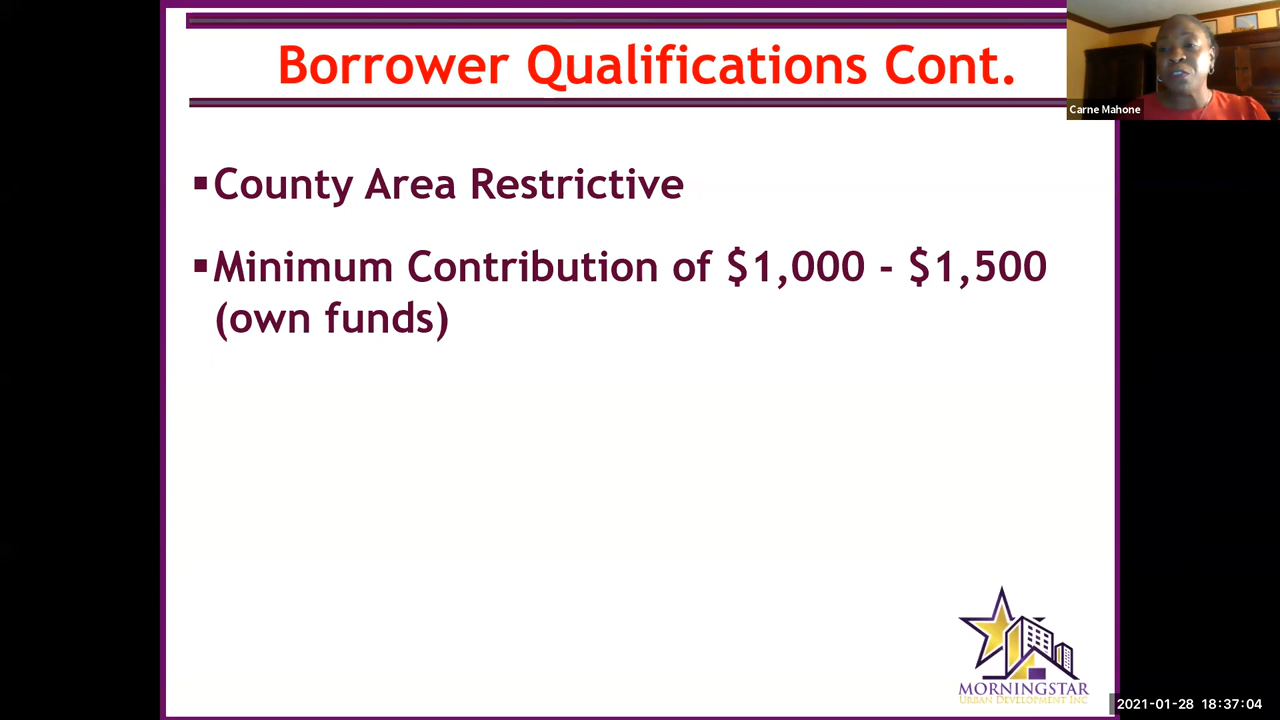 Borrower Qualifications Cont.
Carne Mahone
▪County Area Restrictive
▪Minimum Contribution of $1,000 - $1,500
(own funds)
MORNINGSTAR
URBAN DEVELOPMENT INC
2021-01-28 18:37:04